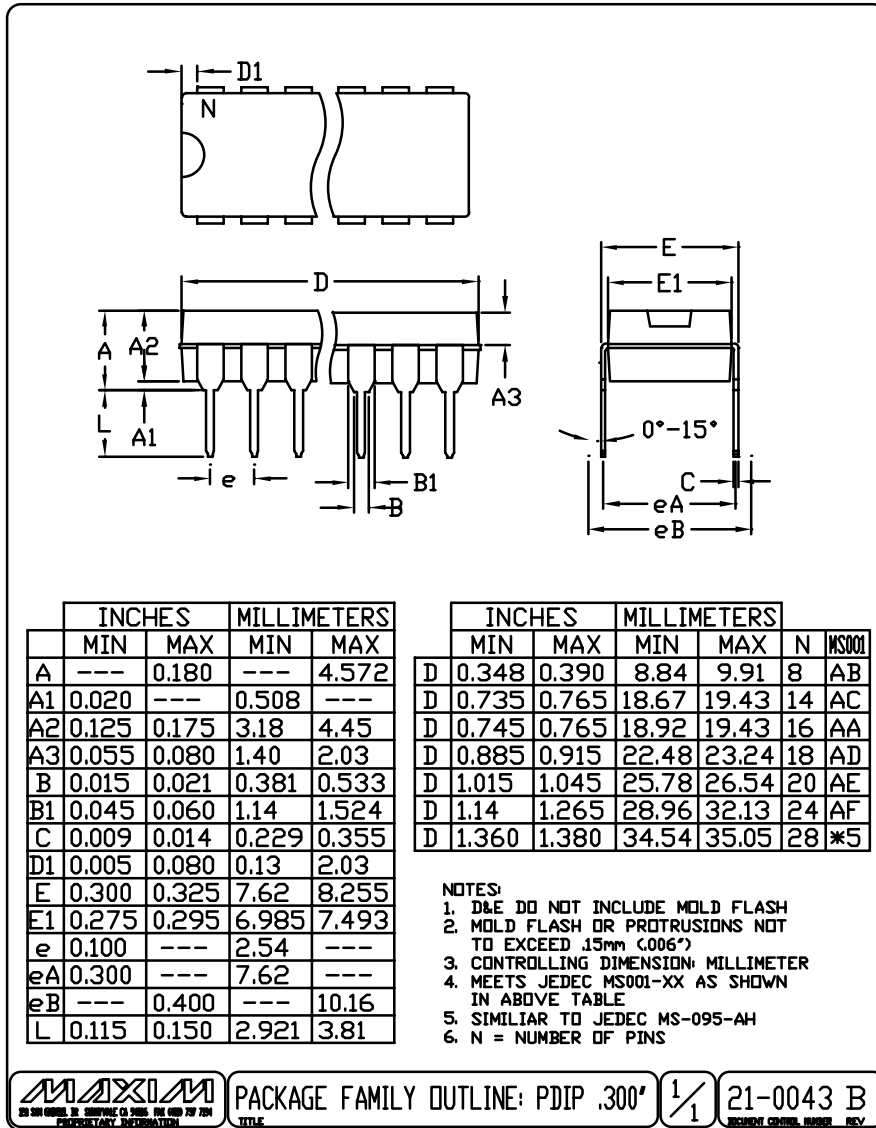 D1
N
D
E
E1
A
A2
A3
L
A1
0°-15°
e
B1
B
C
eA
eB
INCHES MILLIMETERS
MIN MAX MIN MAX
A --- 0.180 --- 4.572
A1 0.020 --- 0.508 ---
A2 0.125 0.175 3.18 4.45
A3 0.055 0.080 1.40 2.03
B 0.015 0.021 0.381 0.533
B1 0.045 0.060 1.14 1.524
C 0.009 0.014 0.229 0.355
D1 0.005 0.080 0.13 2.03
E 0.300 0.325 7.62 8.255
E1 0.275 0.295 6.985 7.493
e 0.100 --- 2.54 ---
eA 0.300 --- 7.62 ---
eB --- 0.400 --- 10.16
L 0.115 0.150 2.921 3.81
INCHES MILLIMETERS
MIN MAX MIN MAX N MS001
D 0.348 0.390 8.84 9.91 8 AB
D 0.735 0.765 18.67 19.43 14 AC
D 0.745 0.765 18.92 19.43 16 AA
D 0.885 0.915 22.48 23.24 18 AD
D 1.015 1.045 25.78 26.54 20 AE
D 1.14 1.265 28.96 32.13 24 AF
D 1.360 1.380 34.54 35.05 28 *5
NOTES:
1. D&E DO NOT INCLUDE MOLD FLASH
2. MOLD FLASH OR PROTRUSIONS NOT
TO EXCEED .15mm (.006")
3. CONTROLLING DIMENSION: MILLIMETER
4. MEETS JEDEC MS001-XX AS SHOWN
IN ABOVE TABLE
5. SIMILIAR TO JEDEC MS-095-AH
6. N = NUMBER OF PINS
MAXIM
PROPRIETARY INFORMATION
PACKAGE FAMILY OUTLINE: PDIP .300"
TITLE
1/1
21-0043 B
DOCUMENT CONTROL NUMBER REV